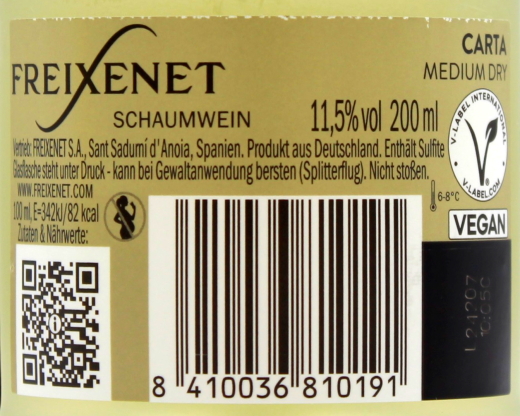 FREIXENET
CARTA
MEDIUM DRY
SCHAUMWEIN
11,5%vol 200 ml
Vertrieb: FREIXENET S.A., Sant Sadurní d'Anoia, Spanien. Produkt aus Deutschland. Enthält Sulfite
Glasflasche steht unter Druck - kann bei Gewaltanwendung bersten (Splitterflug). Nicht stoßen.
WWW.FREIXENET.COM
100 ml, E=342kJ/82 kcal
Zutaten & Nährwerte:
6-8°C
V-LABEL INTERNATIONAL
V-LABEL.COM
VEGAN
8 410036 810191